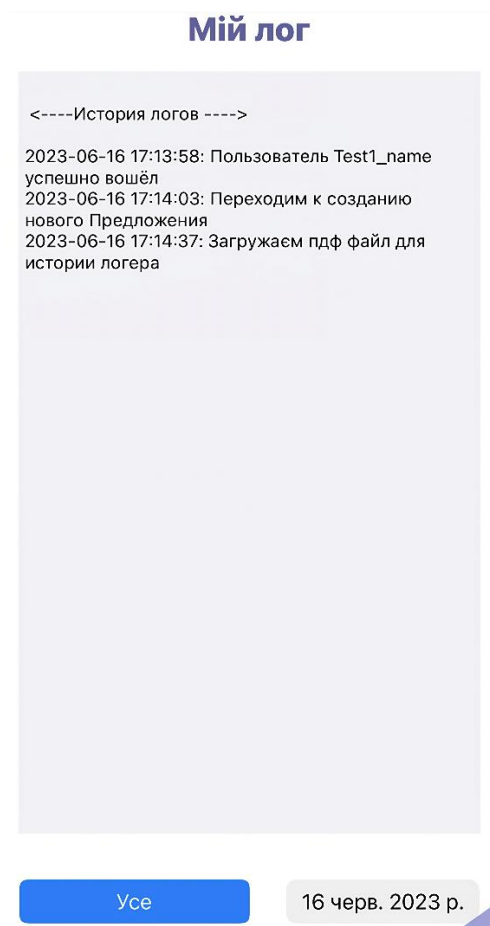 Мій лог
<----История логов ---->
2023-06-16 17:13:58: Пользователь Test1_name
успешно вошёл
2023-06-16 17:14:03: Переходим к созданию
нового Предложения
2023-06-16 17:14:37: Загружаєм пдф файл для
истории логера
Усе
16 черв. 2023 р.